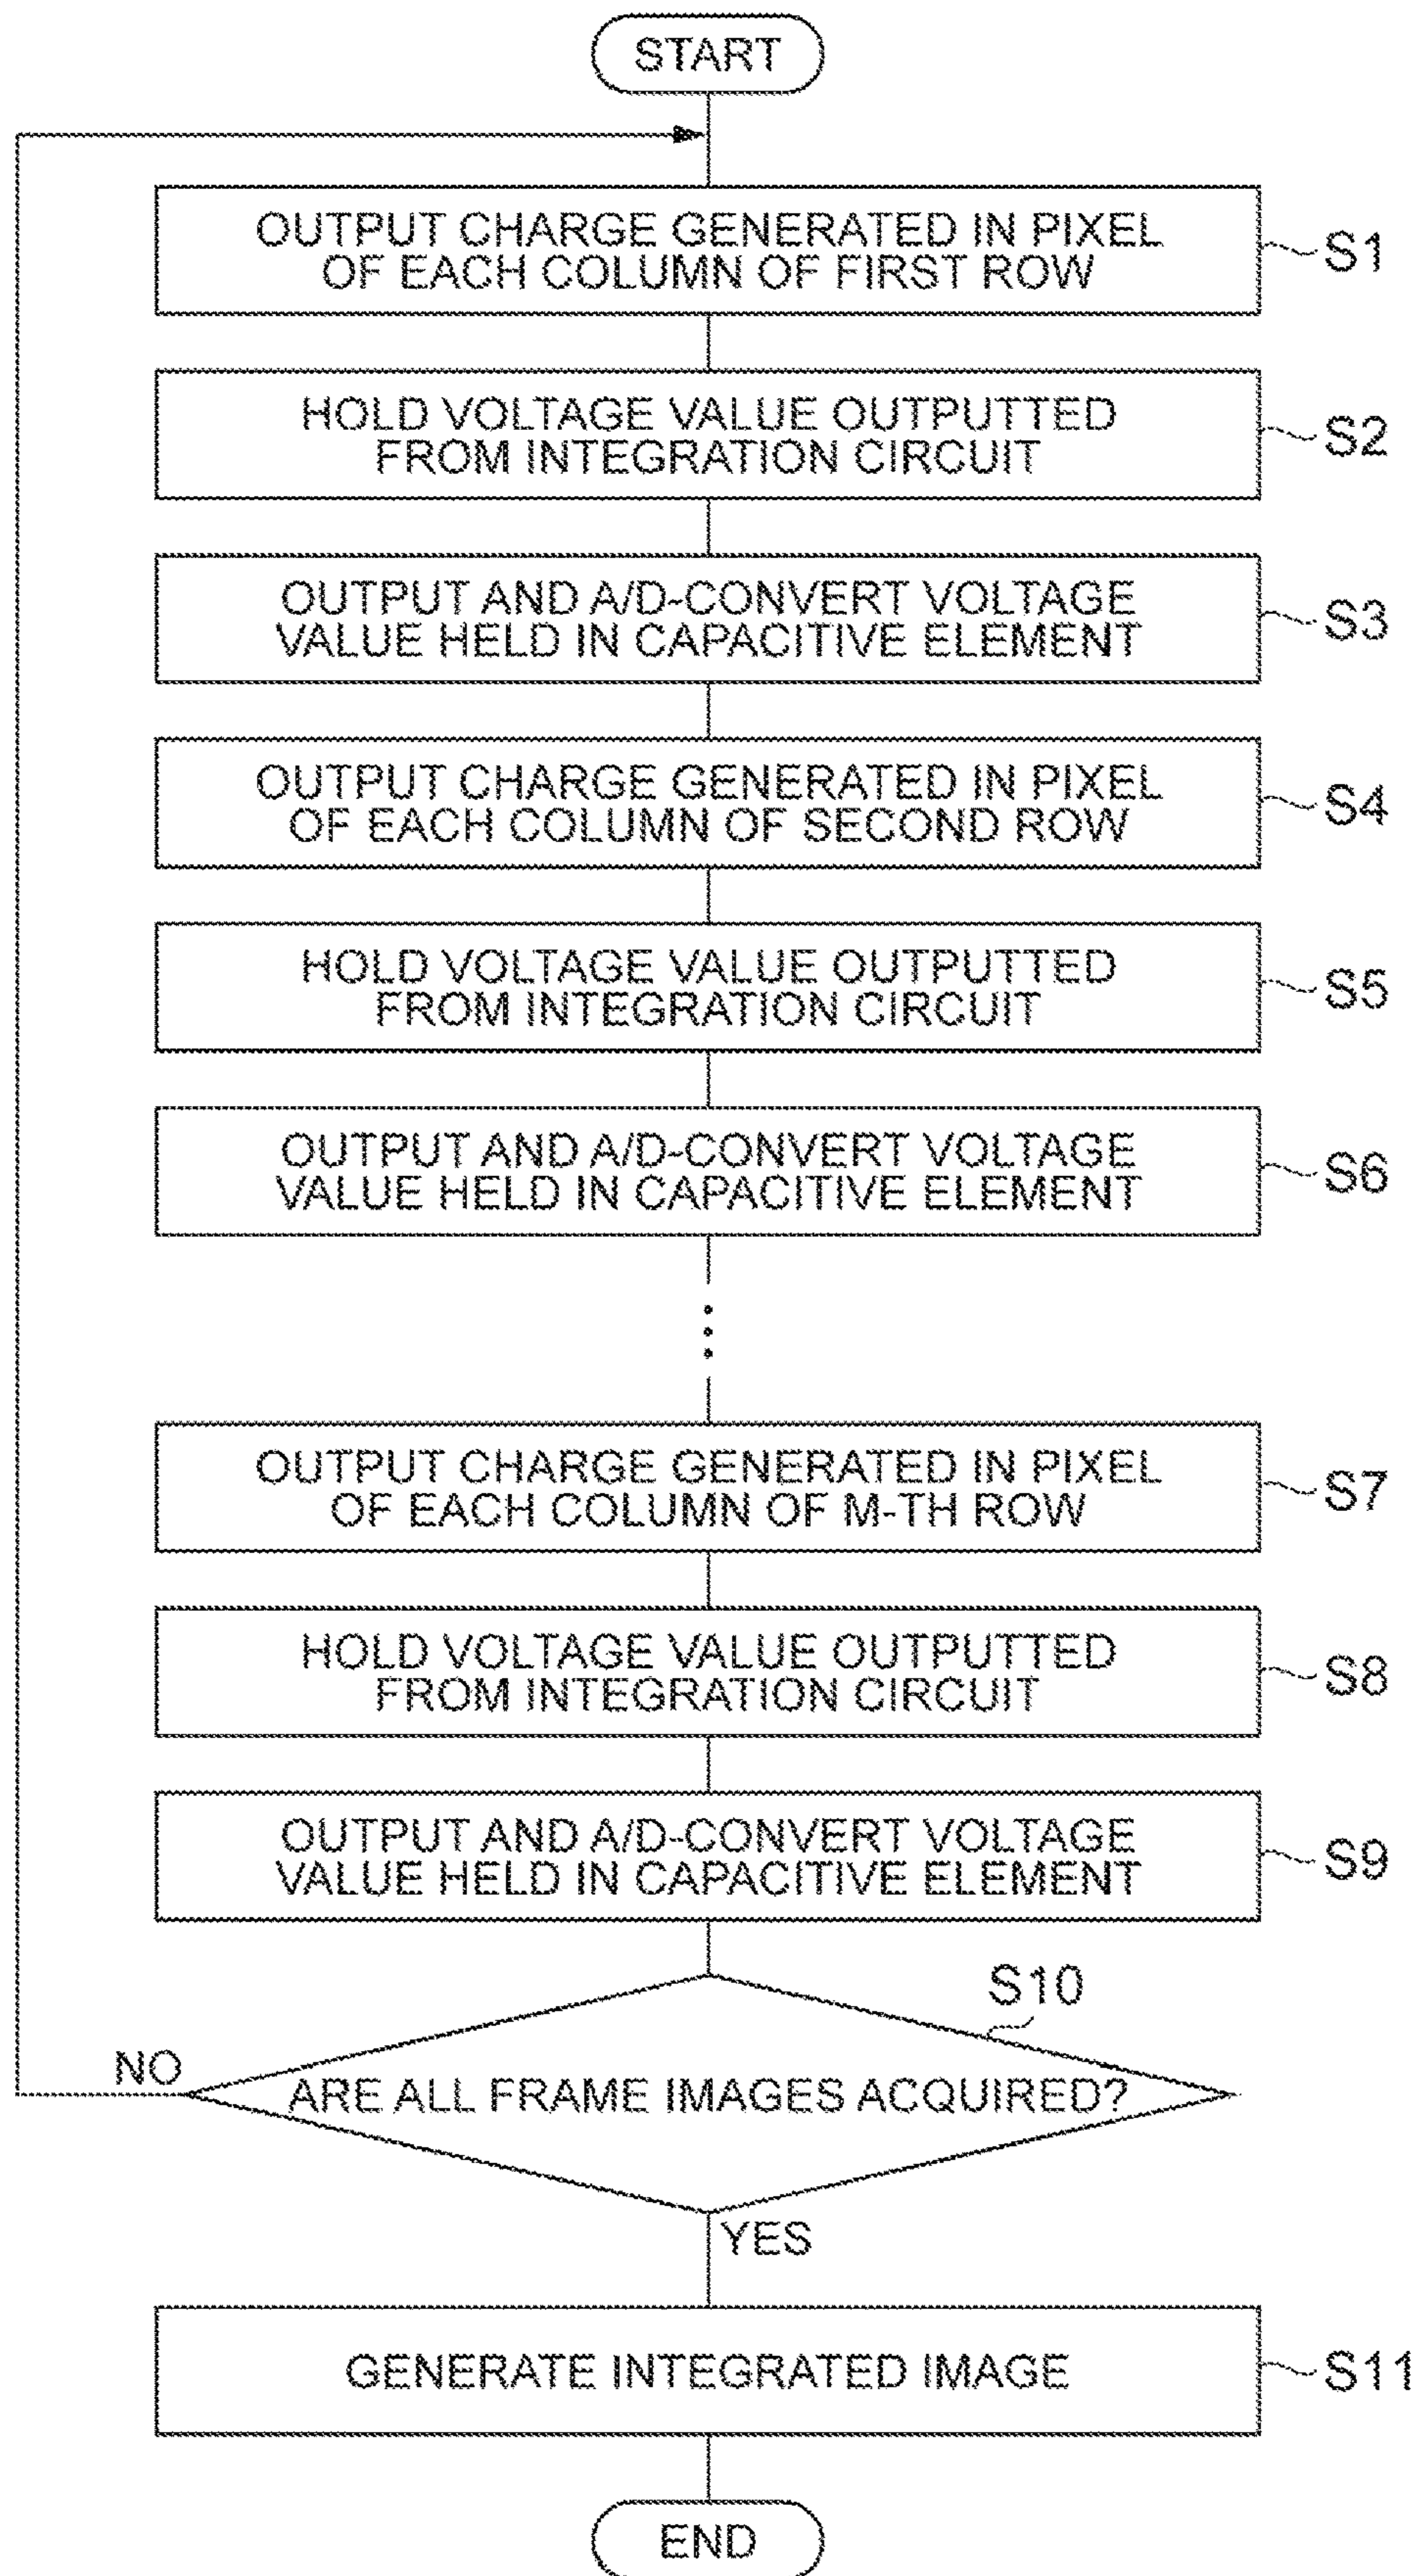 START
OUTPUT CHARGE GENERATED IN PIXEL
OF EACH COLUMN OF FIRST ROW
S1
HOLD VOLTAGE VALUE OUTPUTTED
FROM INTEGRATION CIRCUIT
S2
OUTPUT AND A/D-CONVERT VOLTAGE
VALUE HELD IN CAPACITIVE ELEMENT
S3
OUTPUT CHARGE GENERATED IN PIXEL
OF EACH COLUMN OF SECOND ROW
S4
HOLD VOLTAGE VALUE OUTPUTTED
FROM INTEGRATION CIRCUIT
S5
OUTPUT AND A/D-CONVERT VOLTAGE
VALUE HELD IN CAPACITIVE ELEMENT
S6
OUTPUT CHARGE GENERATED IN PIXEL
OF EACH COLUMN OF M-TH ROW
S7
HOLD VOLTAGE VALUE OUTPUTTED
FROM INTEGRATION CIRCUIT
S8
OUTPUT AND A/D-CONVERT VOLTAGE
VALUE HELD IN CAPACITIVE ELEMENT
S9
S10
NO
ARE ALL FRAME IMAGES ACQUIRED?
YES
GENERATE INTEGRATED IMAGE
S11
END